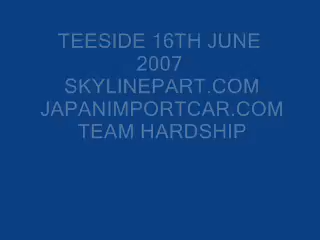 TEESIDE 16TH JUNE
2007
SKYLINEPART.COM
JAPANIMPORTCAR.COM
TEAM HARDSHIP